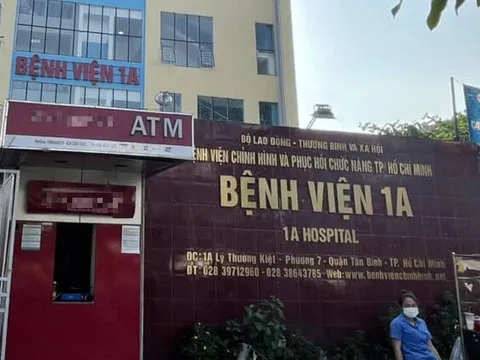 BỆNH VIỆN 1A
ATM
BỘ LAO ĐỘNG - THƯƠNG BINH VÀ XÃ HỘI
BỆNH VIỆN CHỈNH HÌNH VÀ PHỤC HỒI CHỨC NĂNG TP. HỒ CHÍ MINH
BỆNH VIỆN 1A
1A HOSPITAL
ĐC: 1A Lý Thường Kiệt - Phường 7 - Quận Tân Bình - TP. Hồ Chí Minh
ĐT: 028 39712960 - 028 38643785 - Web: www.benhvienchinhhinh.net